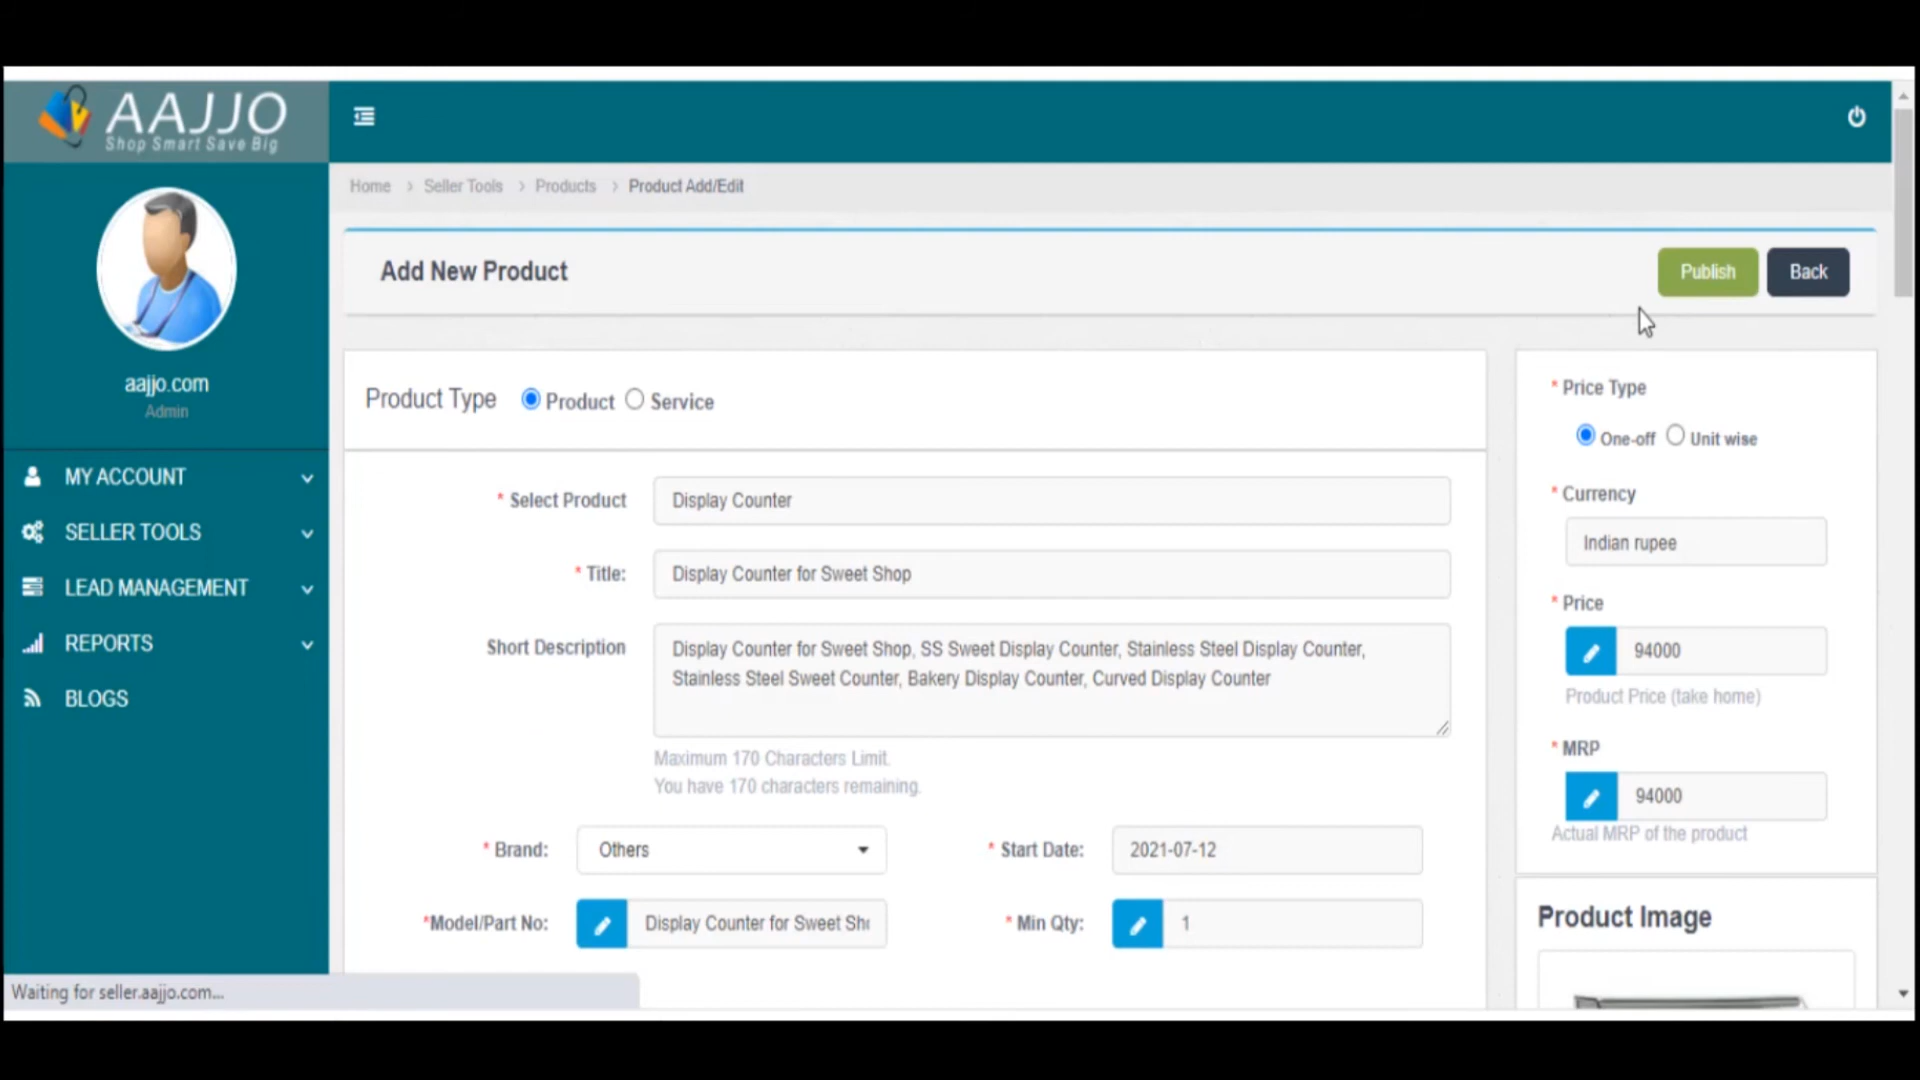 AAJJO
Shop Smart Save Big
Home > Seller Tools > Products > Product Add/Edit
Add New Product
Publish
Back
aajjo.com
Admin
MY ACCOUNT
SELLER TOOLS
LEAD MANAGEMENT
REPORTS
BLOGS
Product Type
Product
Service
* Select Product
Display Counter
* Title:
Display Counter for Sweet Shop
Short Description
Display Counter for Sweet Shop, SS Sweet Display Counter, Stainless Steel Display Counter,
Stainless Steel Sweet Counter, Bakery Display Counter, Curved Display Counter
Maximum 170 Characters Limit.
You have 170 characters remaining.
* Brand:
Others
* Start Date:
2021-07-12
*Model/Part No:
Display Counter for Sweet Sho
* Min Qty:
1
* Price Type
One-off
Unit wise
* Currency
Indian rupee
* Price
94000
Product Price (take home)
* MRP
94000
Actual MRP of the product
Product Image
Waiting for seller.aajjo.com...